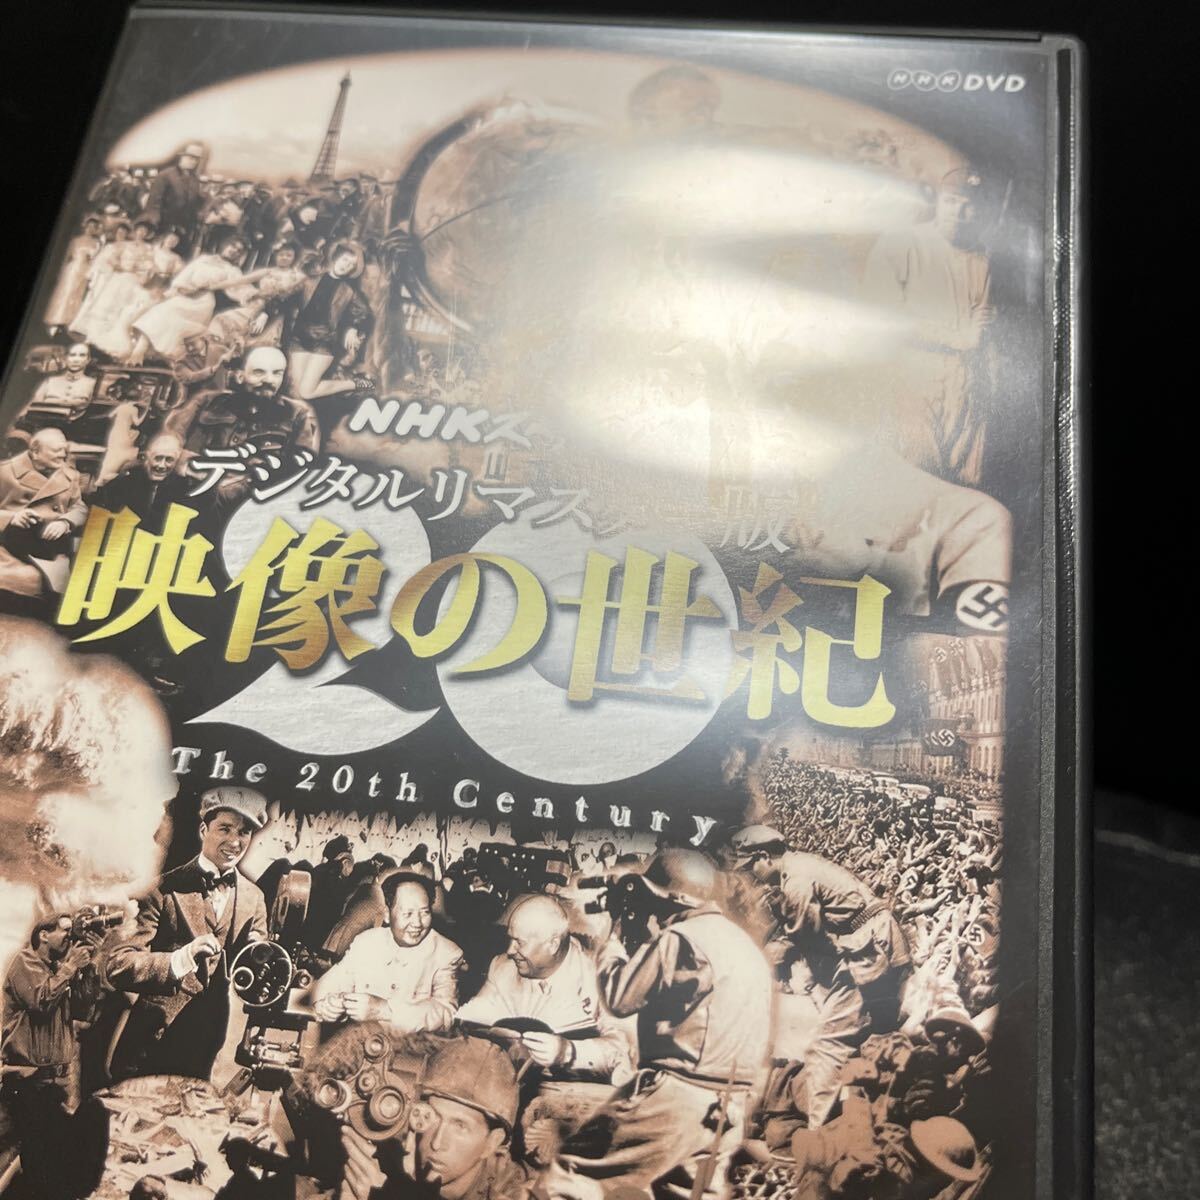 NHK DVD
NHKス
デジタルリマス 版
映像の世紀
20
The 20th Century